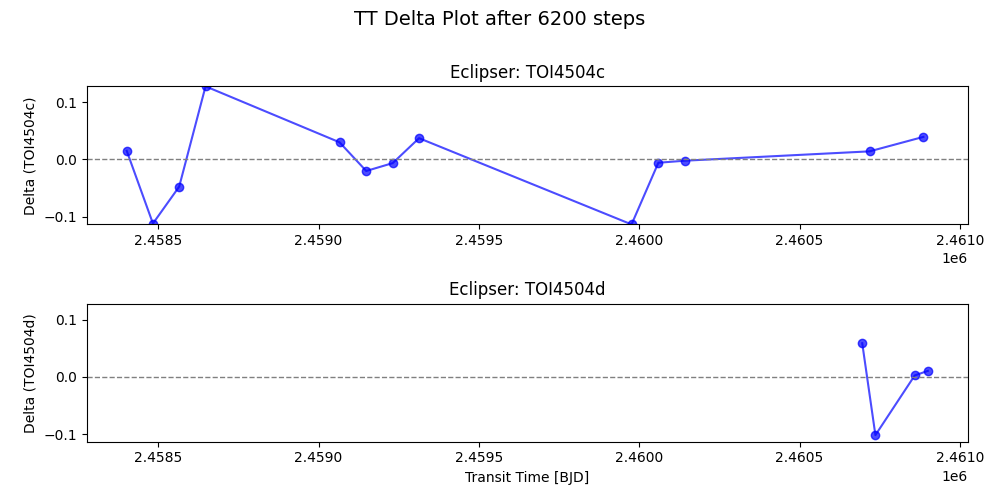 TT Delta Plot after 6200 steps
Eclipser: TOI4504c
Delta (TOI4504c)
0.1
0.0
−0.1
2.4585 2.4590 2.4595 2.4600 2.4605 2.4610
1e6
Eclipser: TOI4504d
Delta (TOI4504d)
0.1
0.0
−0.1
2.4585 2.4590 2.4595 2.4600 2.4605 2.4610
Transit Time [BJD]
1e6